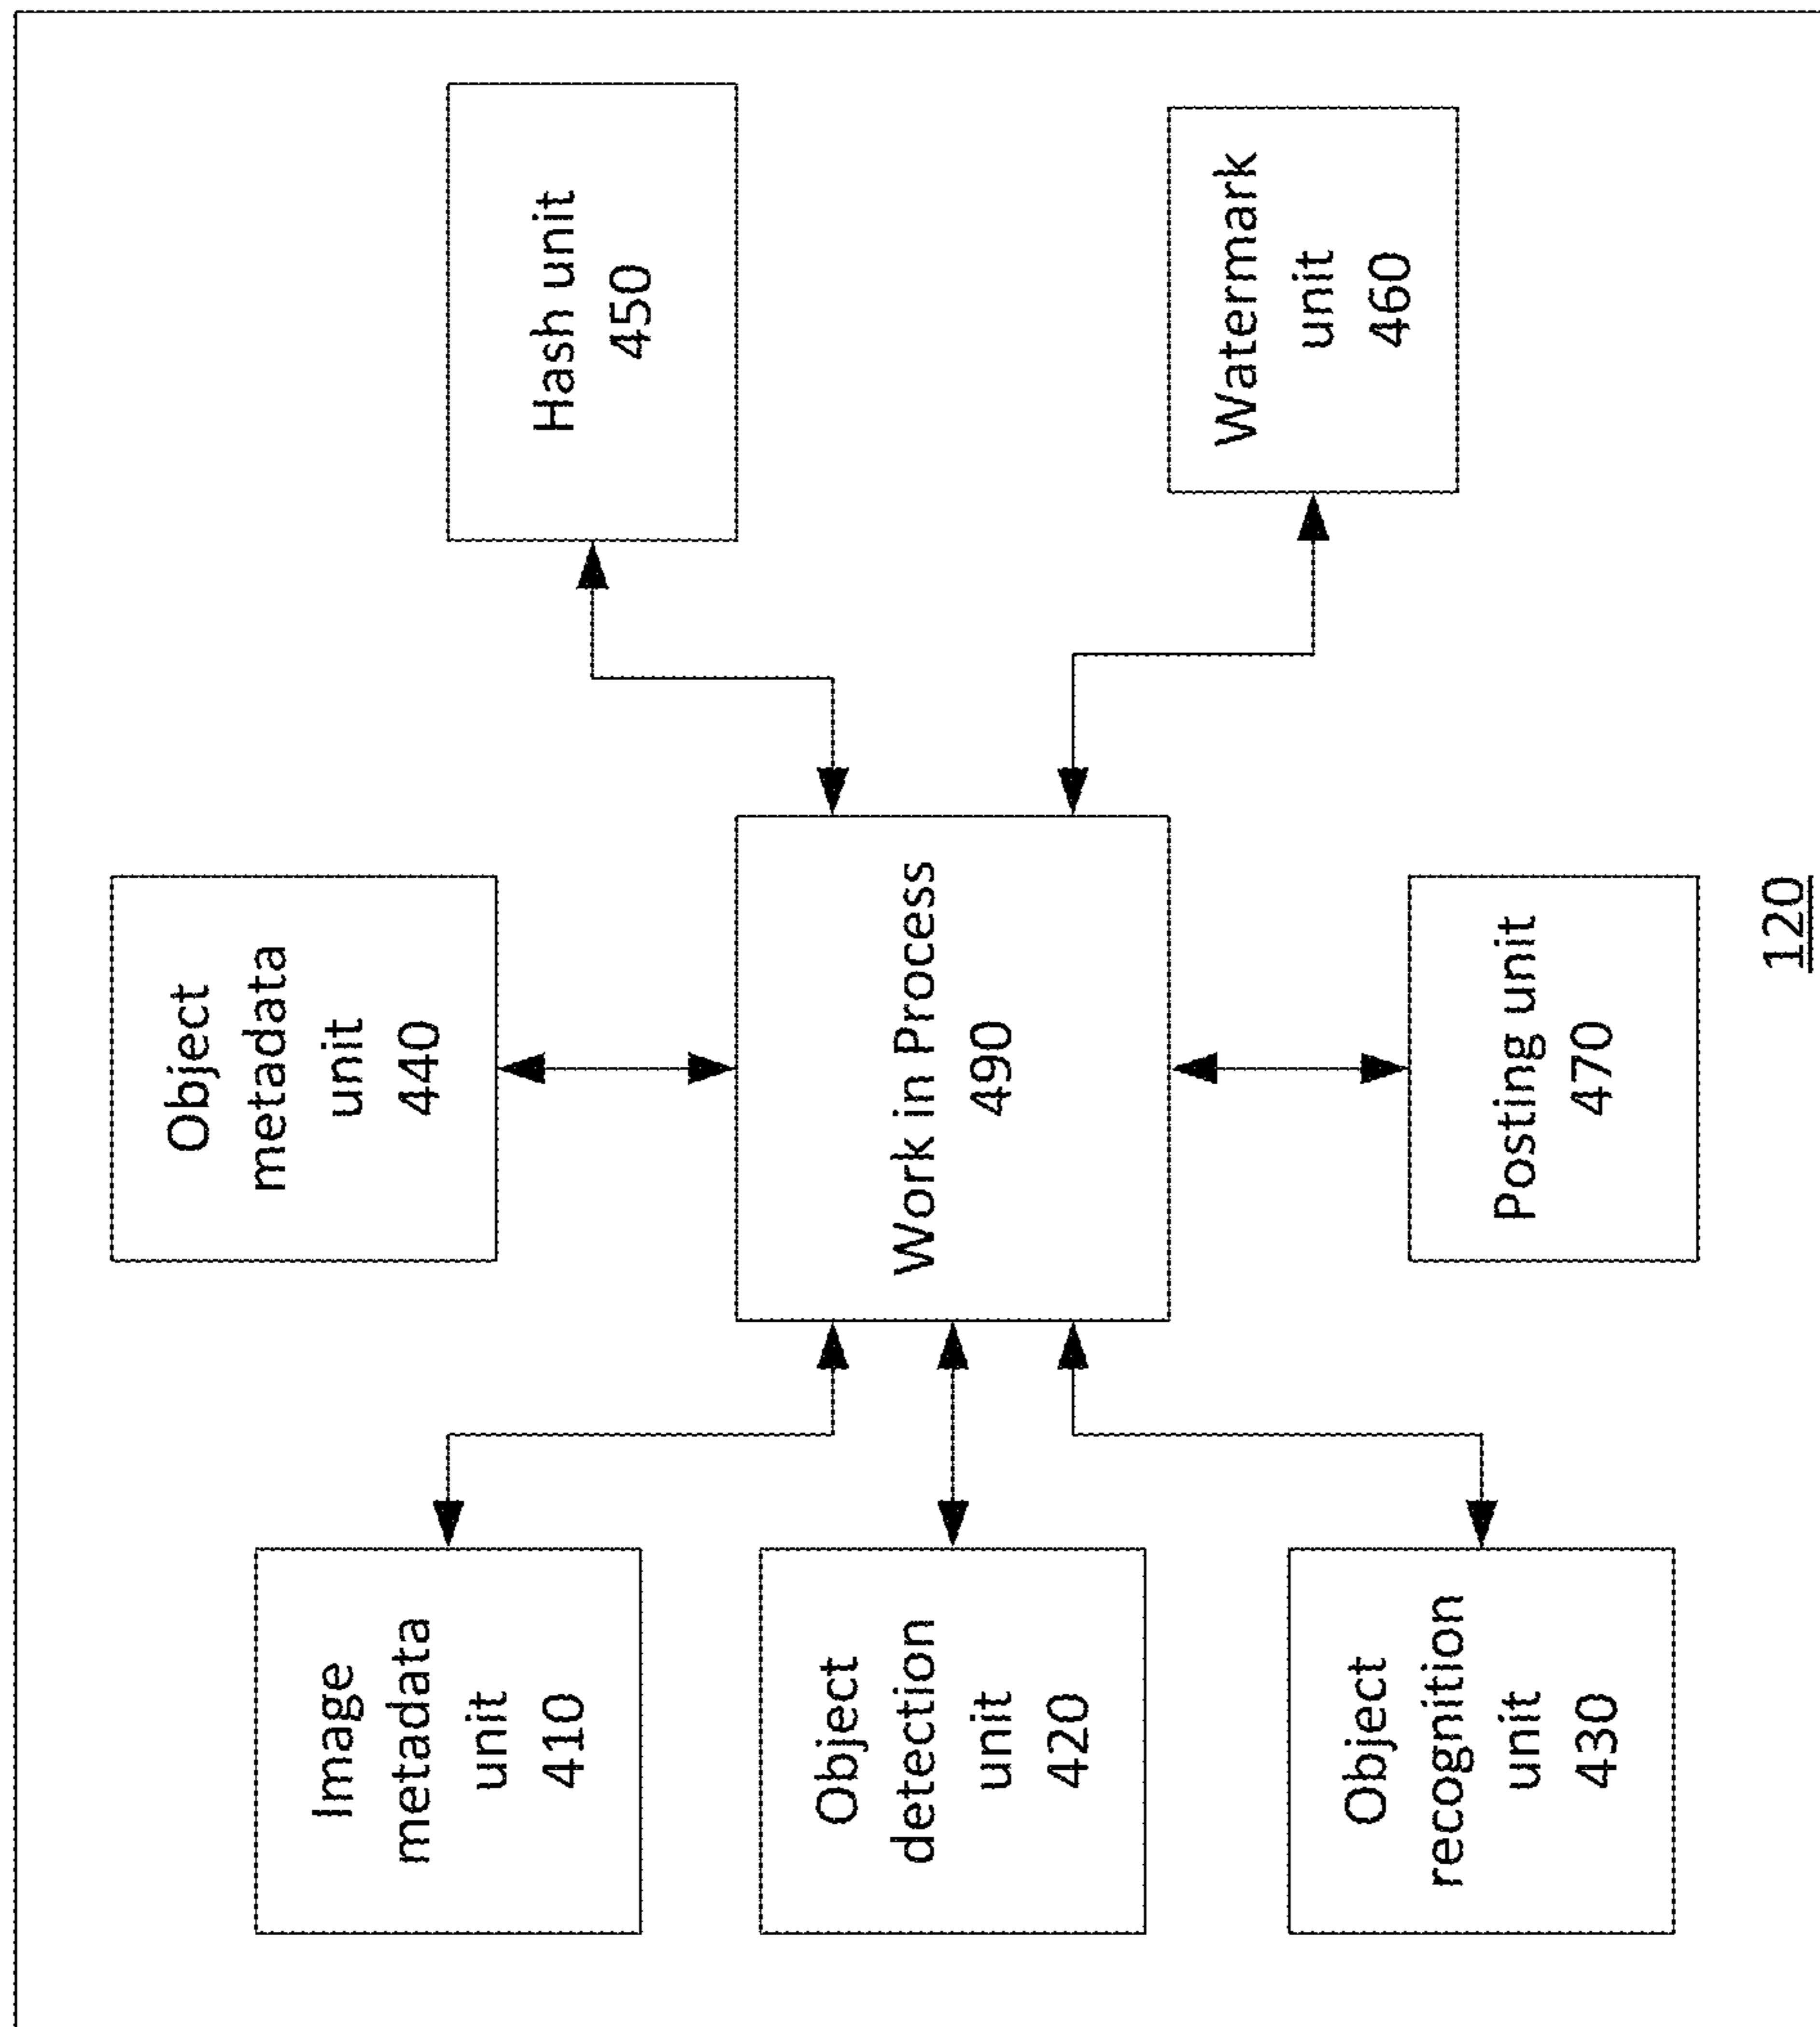 Image
metadata
unit
410
Object
detection
unit
420
Object
recognition
unit
430
Object
metadata
unit
440
Work in Process
490
Posting unit
470
Hash unit
450
Watermark
unit
460
120